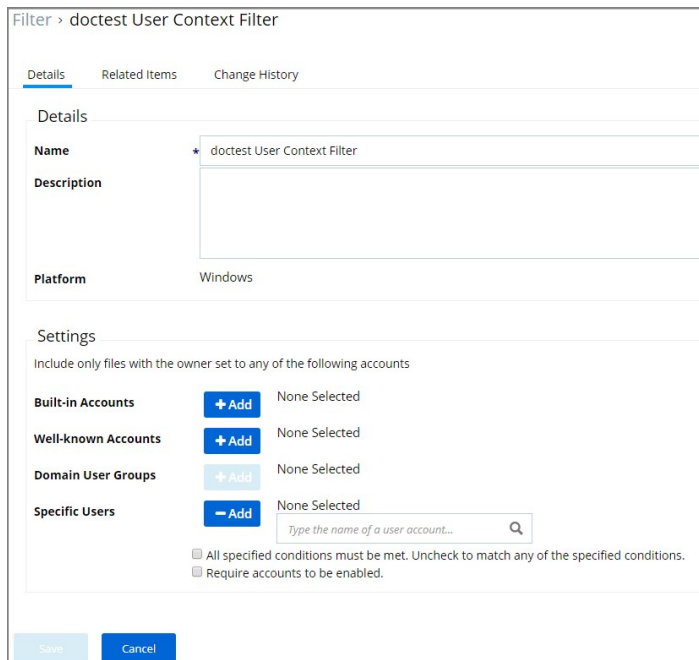 Filter › doctest User Context Filter
Details Related Items Change History
Details
Name * doctest User Context Filter
Description
Platform Windows
Settings
Include only files with the owner set to any of the following accounts
Built-in Accounts + Add None Selected
Well-known Accounts + Add None Selected
Domain User Groups + Add None Selected
Specific Users − Add None Selected
Type the name of a user account...
All specified conditions must be met. Uncheck to match any of the specified conditions.
Require accounts to be enabled.
Save Cancel